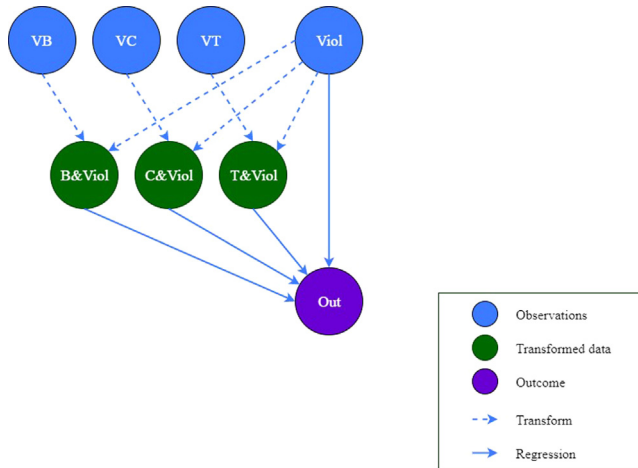 VB
VC
VT
Viol
B&Viol
C&Viol
T&Viol
Out
Observations
Transformed data
Outcome
Transform
Regression